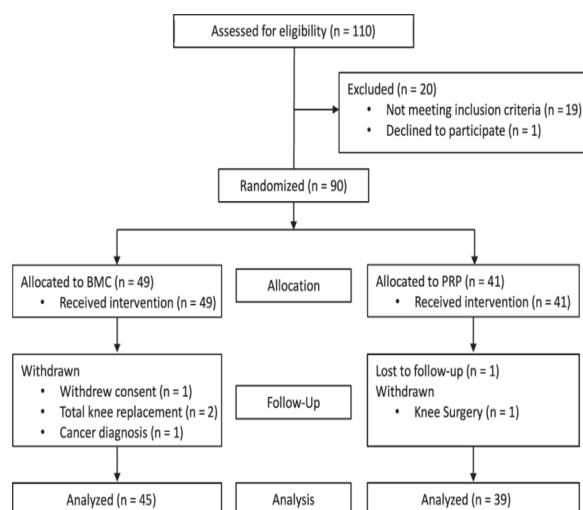 Assessed for eligibility (n = 110)
Excluded (n = 20)
• Not meeting inclusion criteria (n = 19)
• Declined to participate (n = 1)
Randomized (n = 90)
Allocated to BMC (n = 49)
• Received intervention (n = 49)
Allocation
Allocated to PRP (n = 41)
• Received intervention (n = 41)
Withdrawn
• Withdrew consent (n = 1)
• Total knee replacement (n = 2)
• Cancer diagnosis (n = 1)
Follow-Up
Lost to follow-up (n = 1)
Withdrawn
• Knee Surgery (n = 1)
Analyzed (n = 45)
Analysis
Analyzed (n = 39)